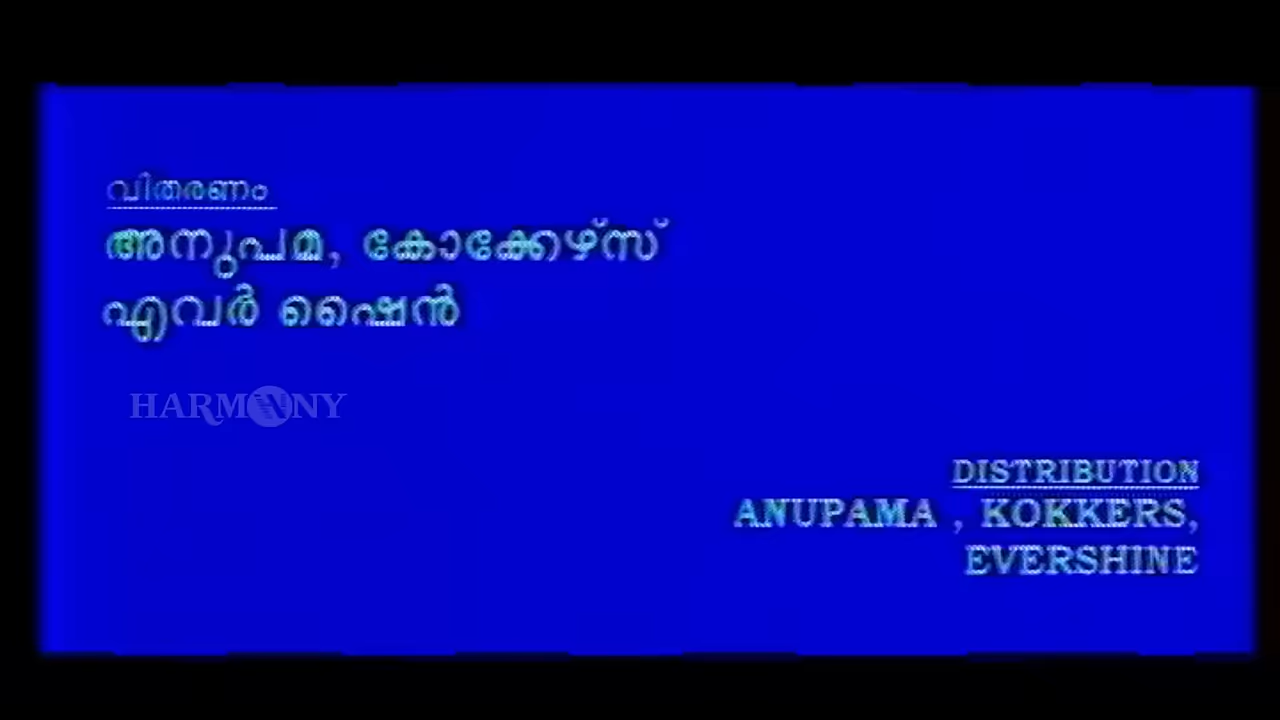 വിതരണം
അനുപമ, കോക്കേഴ്സ്
എവർ ഷൈൻ
HARMONY
DISTRIBUTION
ANUPAMA , KOKKERS,
EVERSHINE